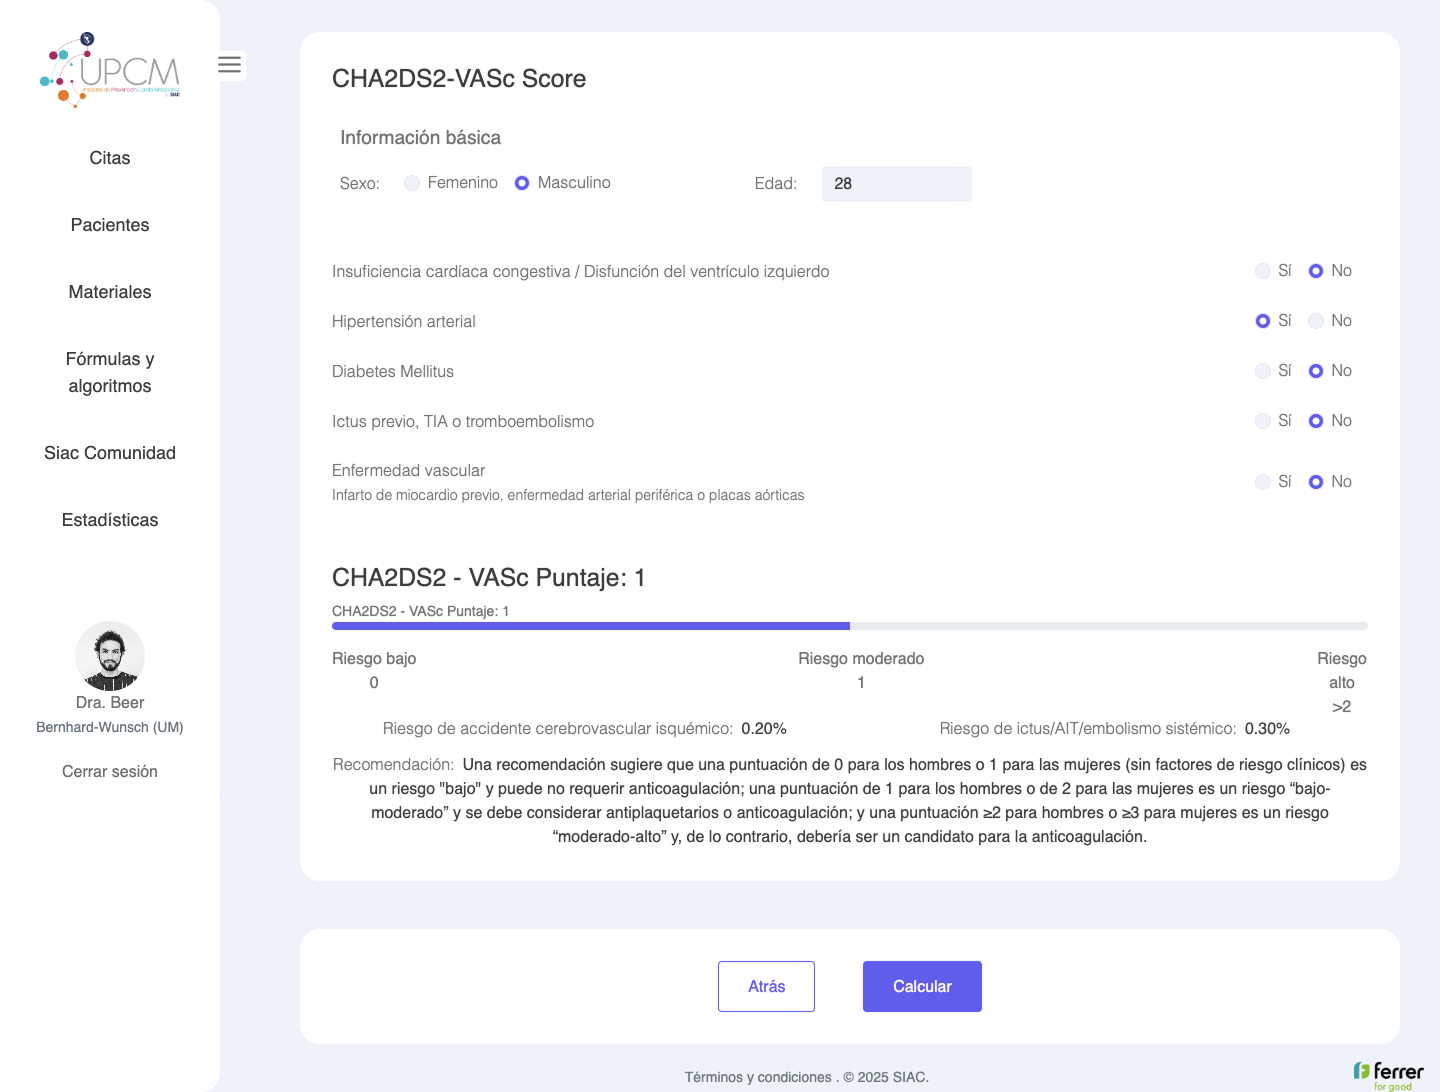 UPCM
Unidades de Prevención Cardio Metabólica
SIAC
Citas
Pacientes
Materiales
Fórmulas y
algoritmos
Siac Comunidad
Estadísticas
Dra. Beer
Bernhard-Wunsch (UM)
Cerrar sesión
CHA2DS2-VASc Score
Información básica
Sexo: Femenino Masculino Edad: 28
Insuficiencia cardíaca congestiva / Disfunción del ventrículo izquierdo Sí No
Hipertensión arterial Sí No
Diabetes Mellitus Sí No
Ictus previo, TIA o tromboembolismo Sí No
Enfermedad vascular
Infarto de miocardio previo, enfermedad arterial periférica o placas aórticas Sí No
CHA2DS2 - VASc Puntaje: 1
CHA2DS2 - VASc Puntaje: 1
Riesgo bajo
0
Riesgo moderado
1
Riesgo
alto
>2
Riesgo de accidente cerebrovascular isquémico: 0.20% Riesgo de ictus/AIT/embolismo sistémico: 0.30%
Recomendación: Una recomendación sugiere que una puntuación de 0 para los hombres o 1 para las mujeres (sin factores de riesgo clínicos) es
un riesgo "bajo" y puede no requerir anticoagulación; una puntuación de 1 para los hombres o de 2 para las mujeres es un riesgo “bajo-
moderado” y se debe considerar antiplaquetarios o anticoagulación; y una puntuación ≥2 para hombres o ≥3 para mujeres es un riesgo
“moderado-alto” y, de lo contrario, debería ser un candidato para la anticoagulación.
Atrás Calcular
Términos y condiciones . © 2025 SIAC.
ferrer
for good